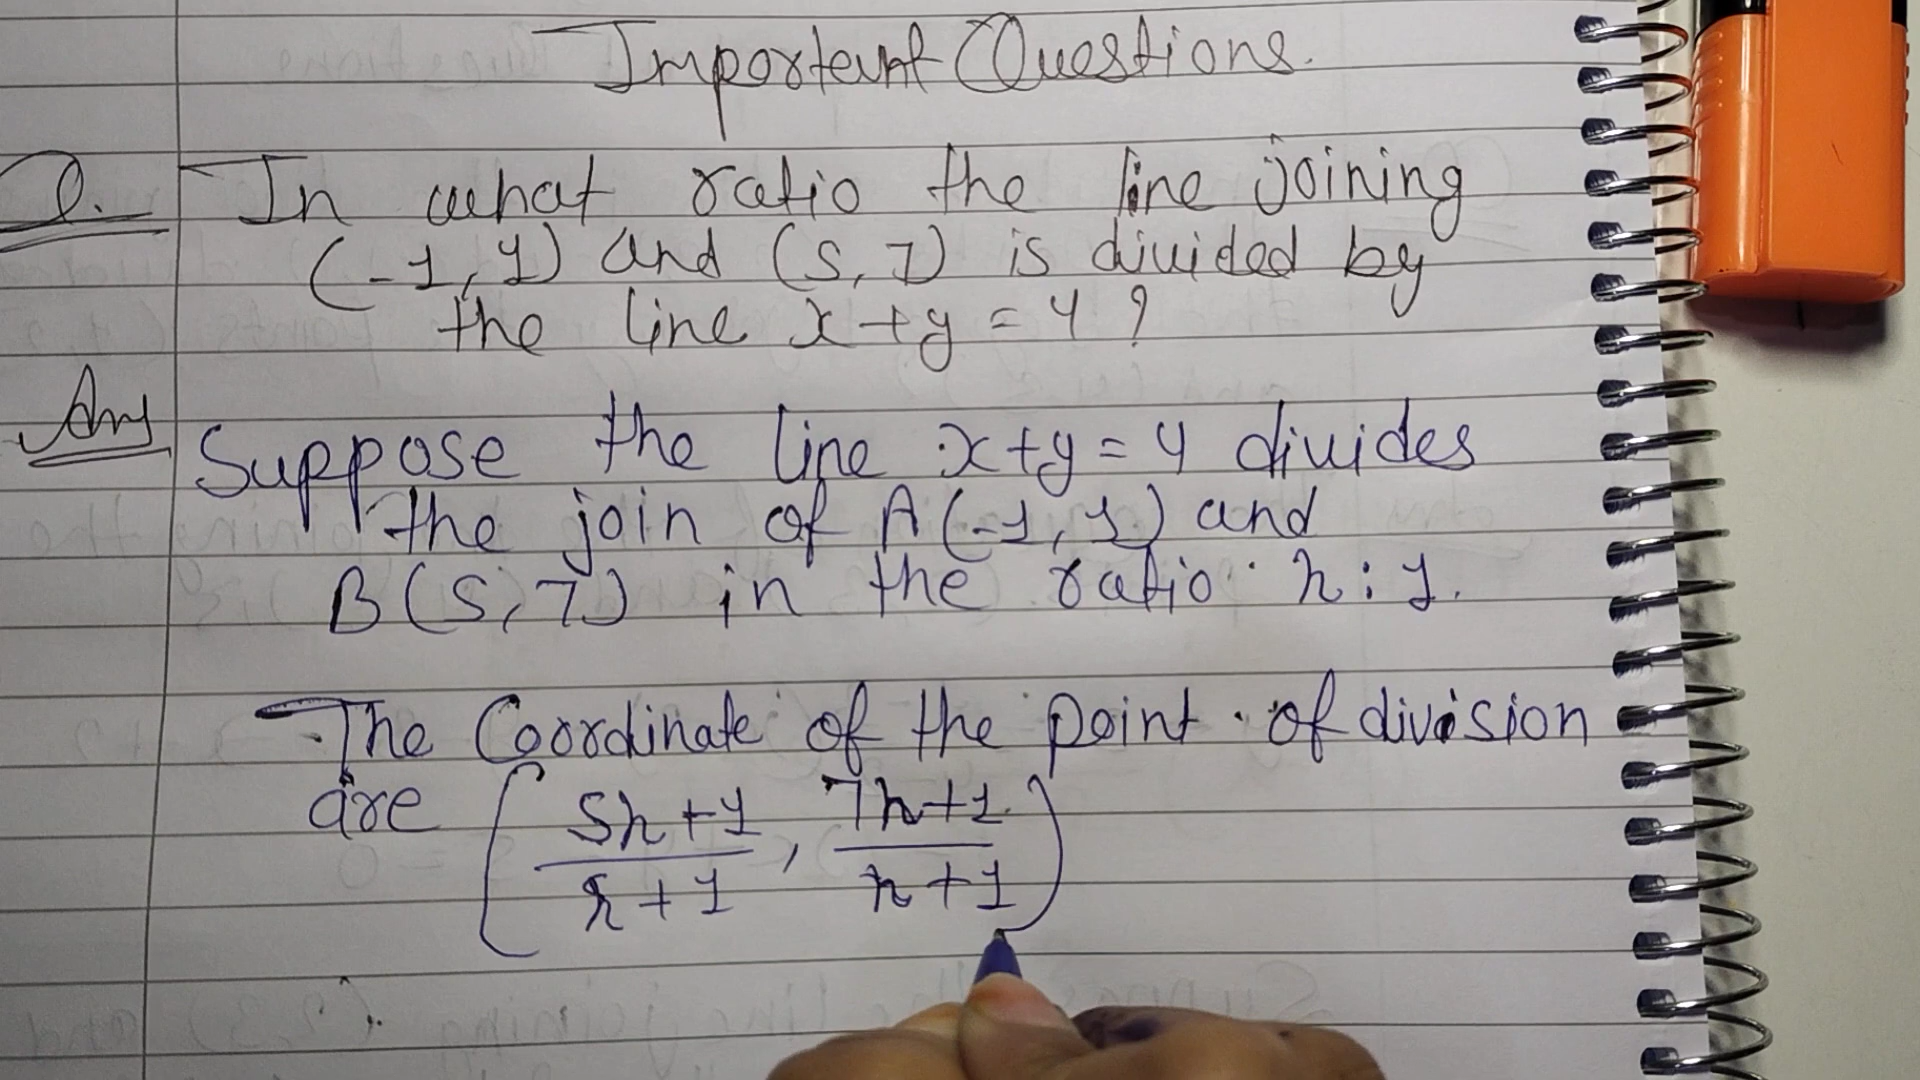 Important Questions.
Q. In what ratio the line joining
(-1, 1) and (5, 7) is divided by
the line x+y=4?
Ans Suppose the line x+y=4 divides
the join of A(-1, 1) and
B(5, 7) in the ratio k:1.
The Coordinate of the point of division
are (5k+1/k+1, 7k+1/k+1)